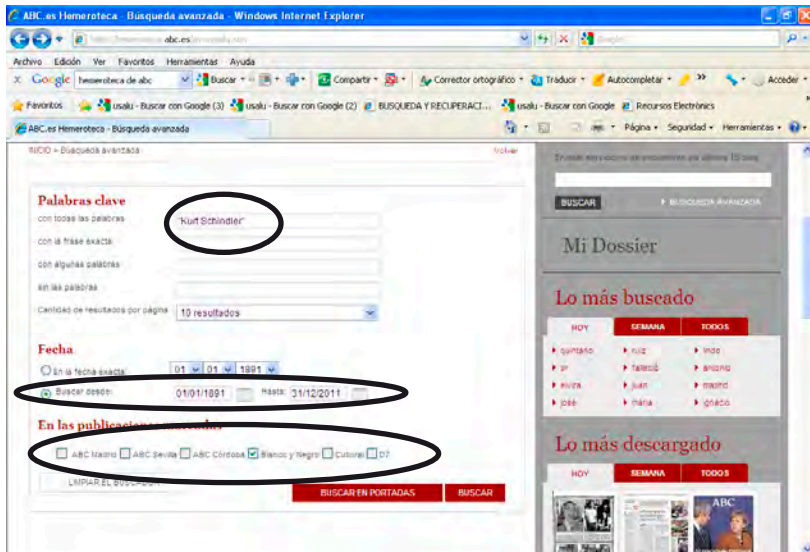 ABC.es Hemeroteca - Búsqueda avanzada - Windows Internet Explorer
abc.es
Archivo Edición Ver Favoritos Herramientas Ayuda
x Google hemeroteca de abc Buscar Compartir Corrector ortográfico Traducir Autocompletar Acceder
Favoritos usalu - Buscar con Google (3) usalu - Buscar con Google (2) BUSQUEDA Y RECUPERACI... usalu - Buscar con Google Recursos Electrónics
ABC.es Hemeroteca - Búsqueda avanzada Página Seguridad Herramientas
INICIO » Búsqueda avanzada Volver
Palabras clave
con todas las palabras "Kurt Schindler"
con la frase exacta
con algunas palabras
sin las palabras
Cantidad de resultados por página 10 resultados
Fecha
En la fecha exacta: 01 01 1891
Buscar desde: 01/01/1891 Hasta: 31/12/2011
En las publicaciones
ABC Madrid ABC Sevilla ABC Córdoba Blanco y Negro Cultural D7
LIMPIAR EL BUSCADOR
BUSCAR EN PORTADAS BUSCAR
BUSCAR BUSQUEDA AVANZADA
Mi Dossier
Lo más buscado
HOY SEMANA TODOS
quintano ruiz indo
sr fallecio antonio
elvira juan madrid
jose maria ignacio
Lo más descargado
HOY SEMANA TODOS
ABC